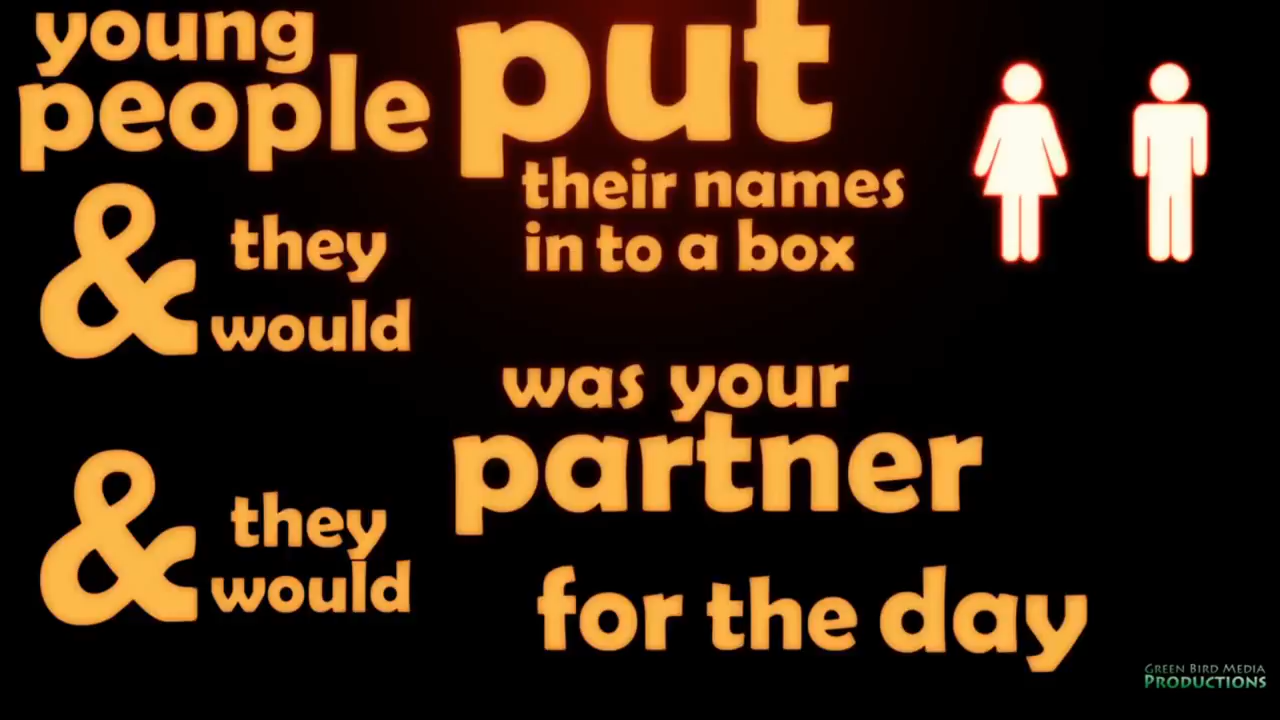 young
people
put
their names
in to a box
&
they
would
was your
partner
&
they
would
for the day
GREEN BIRD MEDIA
PRODUCTIONS